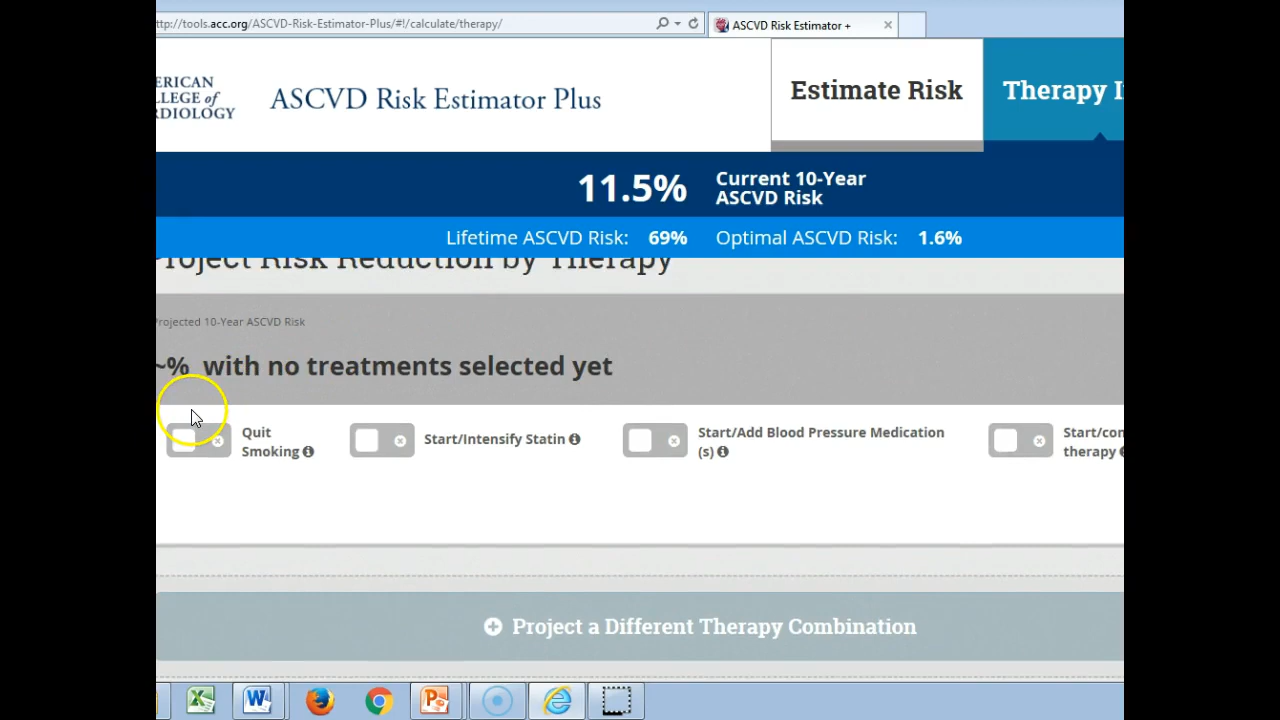 ttp://tools.acc.org/ASCVD-Risk-Estimator-Plus/#!/calculate/therapy/
ASCVD Risk Estimator +
ERICAN
LLEGE of
RDIOLOGY
ASCVD Risk Estimator Plus
Estimate Risk
Therapy I
11.5%
Current 10-Year
ASCVD Risk
Lifetime ASCVD Risk: 69%
Optimal ASCVD Risk: 1.6%
Project Risk Reduction by Therapy
Projected 10-Year ASCVD Risk
~% with no treatments selected yet
Quit
Smoking
Start/Intensify Statin
Start/Add Blood Pressure Medication
(s)
Start/con
therapy
Project a Different Therapy Combination